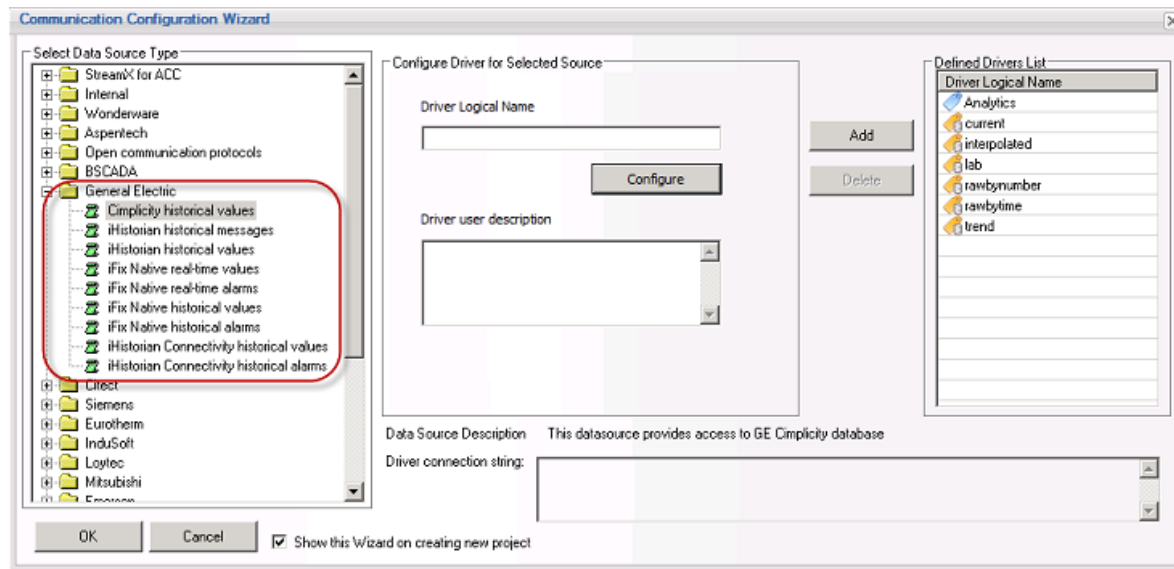 Communication Configuration Wizard
Select Data Source Type
StreamX for ACC
Internal
Wonderware
Aspentech
Open communication protocols
BSCADA
General Electric
Cimplicity historical values
iHistorian historical messages
iHistorian historical values
iFix Native real-time values
iFix Native real-time alarms
iFix Native historical values
iFix Native historical alarms
iHistorian Connectivity historical values
iHistorian Connectivity historical alarms
Citect
Siemens
Eurotherm
InduSoft
Loytec
Mitsubishi
Emerson
Configure Driver for Selected Source
Driver Logical Name
Configure
Driver user description
Add
Delete
Defined Drivers List
Driver Logical Name
Analytics
current
interpolated
lab
rawbynumber
rawbytime
trend
Data Source Description This datasource provides access to GE Cimplicity database
Driver connection string:
OK
Cancel
Show this Wizard on creating new project